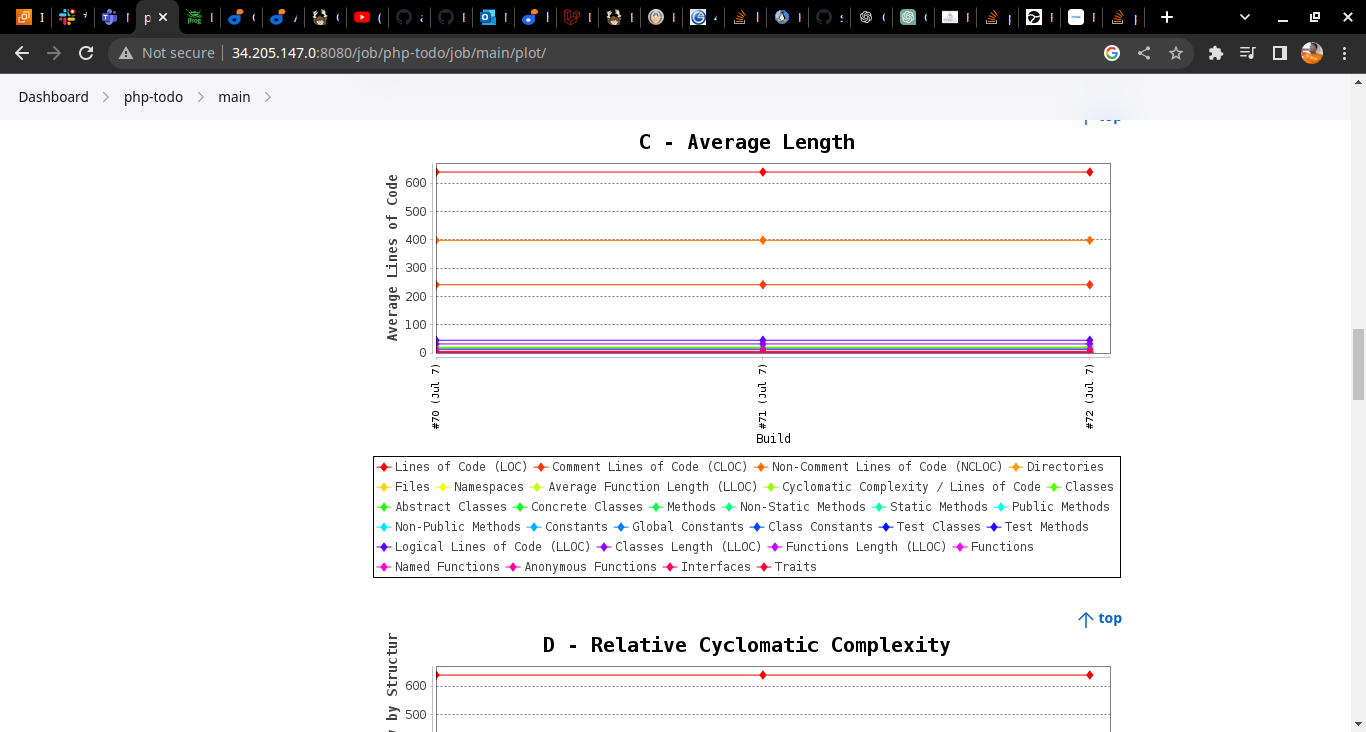 Not secure 34.205.147.0:8080/job/php-todo/job/main/plot/
Dashboard php-todo main
top
C - Average Length
Average Lines of Code
600
500
400
300
200
100
0
#70 (Jul 7)
#71 (Jul 7)
#72 (Jul 7)
Build
Lines of Code (LOC) Comment Lines of Code (CLOC) Non-Comment Lines of Code (NCLOC) Directories
Files Namespaces Average Function Length (LLOC) Cyclomatic Complexity / Lines of Code Classes
Abstract Classes Concrete Classes Methods Non-Static Methods Static Methods Public Methods
Non-Public Methods Constants Global Constants Class Constants Test Classes Test Methods
Logical Lines of Code (LLOC) Classes Length (LLOC) Functions Length (LLOC) Functions
Named Functions Anonymous Functions Interfaces Traits
top
D - Relative Cyclomatic Complexity
by Structur
600
500